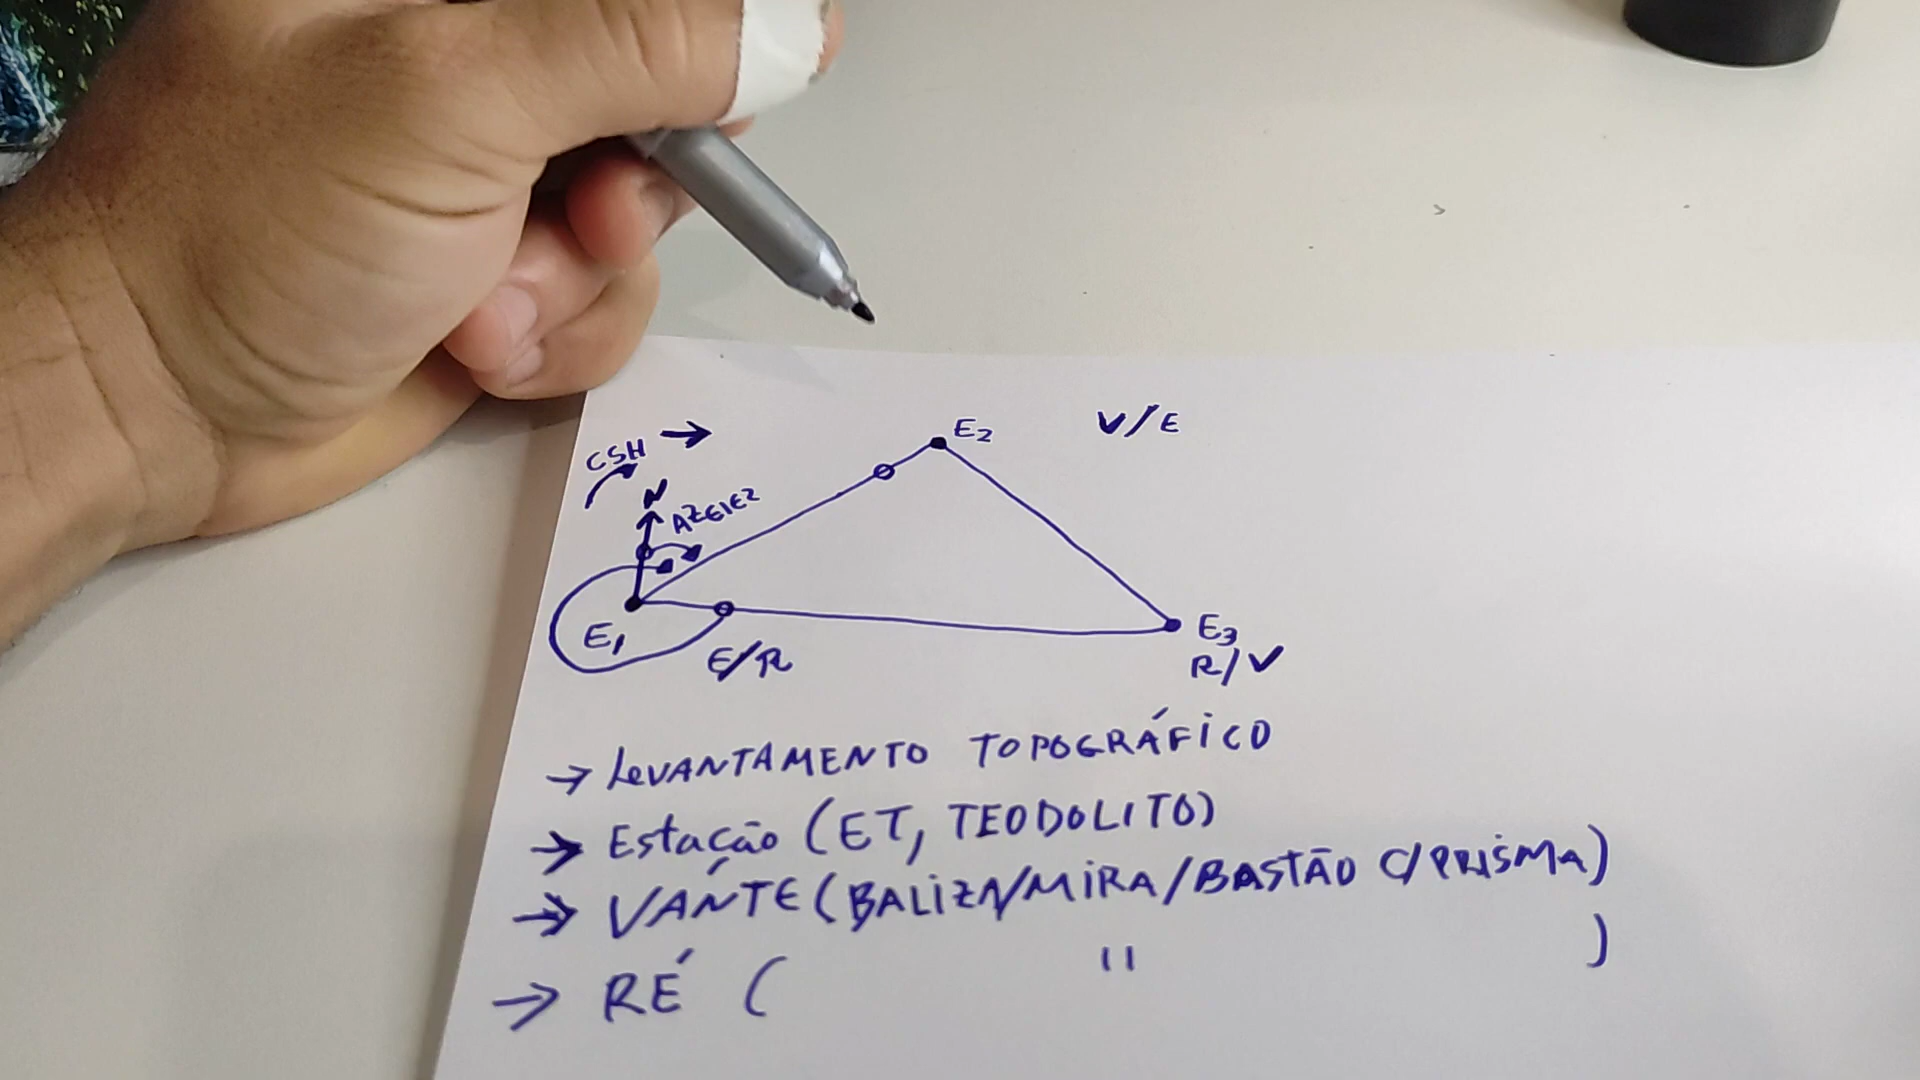 CSH →
N
AZE1E2
E2
V/E
E1
E/R
E3
R/V
→ LEVANTAMENTO TOPOGRÁFICO
→ Estação (ET, TEODOLITO)
→ VANTE (BALIZA/MIRA/BASTÃO C/PRISMA)
→ RÉ ( " )